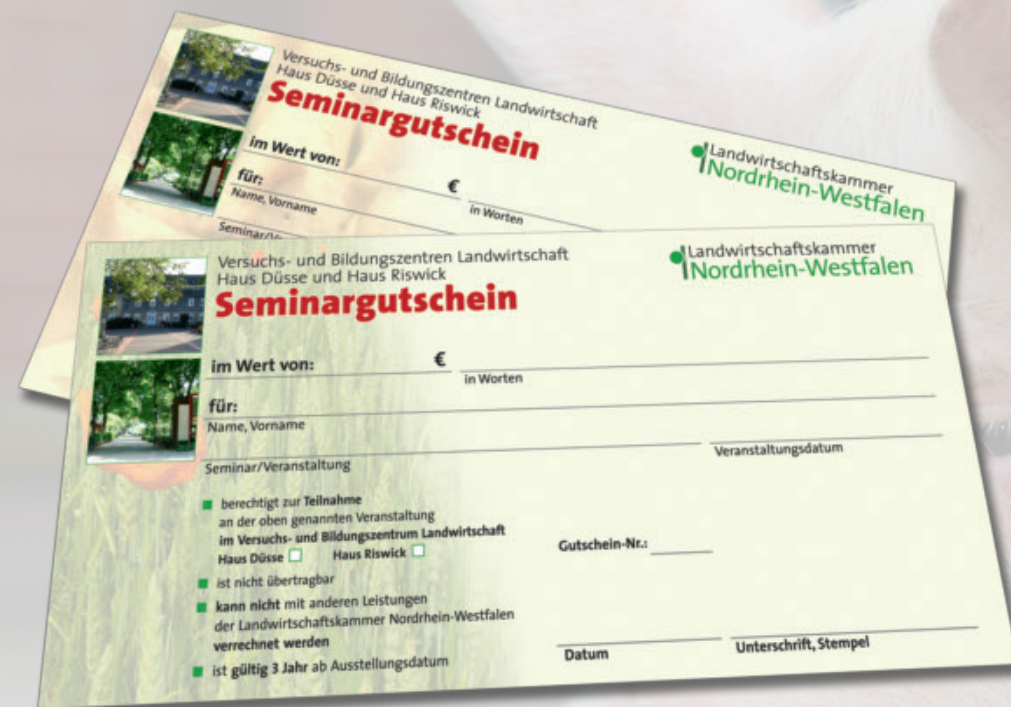 Versuchs- und Bildungszentren Landwirtschaft
Haus Düsse und Haus Riswick
Seminargutschein
Landwirtschaftskammer
Nordrhein-Westfalen
im Wert von: €
in Worten
für:
Name, Vorname
Versuchs- und Bildungszentren Landwirtschaft
Haus Düsse und Haus Riswick
Seminargutschein
Landwirtschaftskammer
Nordrhein-Westfalen
im Wert von: €
in Worten
für:
Name, Vorname
Seminar/Veranstaltung
Veranstaltungsdatum
berechtigt zur Teilnahme
an der oben genannten Veranstaltung
im Versuchs- und Bildungszentrum Landwirtschaft
Haus Düsse Haus Riswick
Gutschein-Nr.:
ist nicht übertragbar
kann nicht mit anderen Leistungen
der Landwirtschaftskammer Nordrhein-Westfalen
verrechnet werden
ist gültig 3 Jahr ab Ausstellungsdatum
Datum
Unterschrift, Stempel